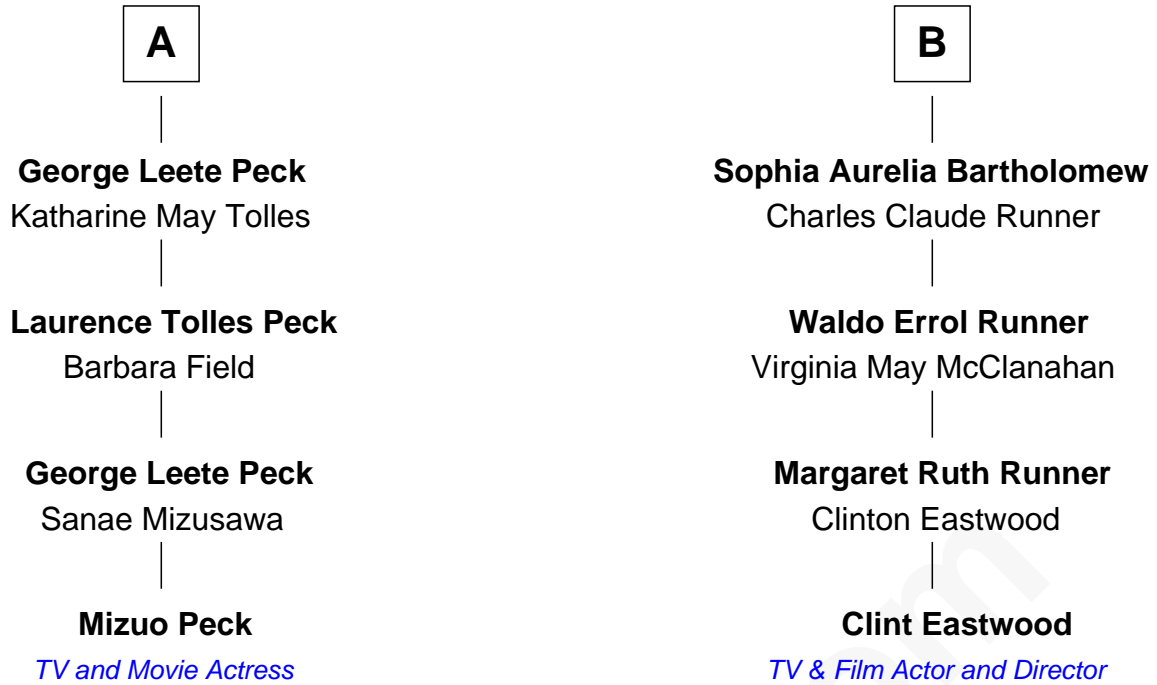 A
George Leete Peck
Katharine May Tolles
Laurence Tolles Peck
Barbara Field
George Leete Peck
Sanae Mizusawa
Mizuo Peck
TV and Movie Actress
B
Sophia Aurelia Bartholomew
Charles Claude Runner
Waldo Errol Runner
Virginia May McClanahan
Margaret Ruth Runner
Clinton Eastwood
Clint Eastwood
TV & Film Actor and Director